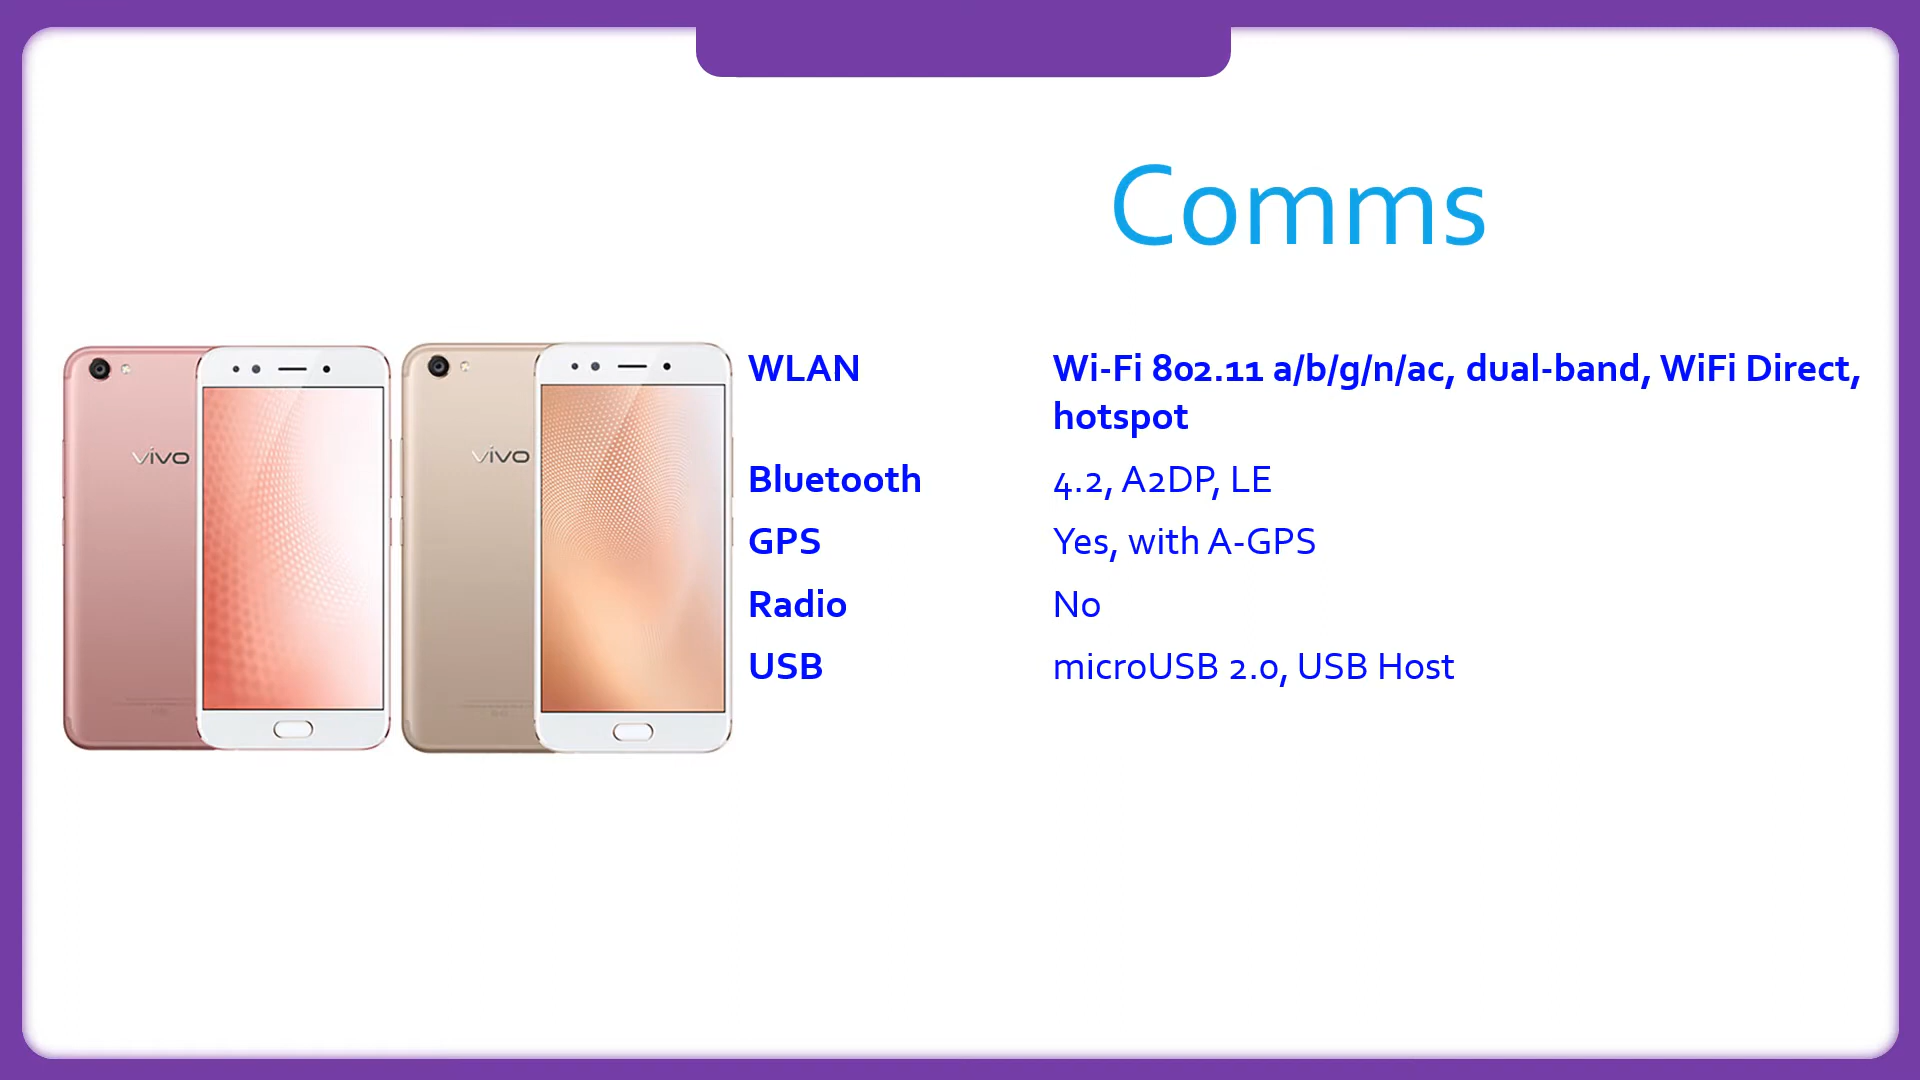 Comms
vivo
vivo
WLAN Wi-Fi 802.11 a/b/g/n/ac, dual-band, WiFi Direct,
hotspot
Bluetooth 4.2, A2DP, LE
GPS Yes, with A-GPS
Radio No
USB microUSB 2.0, USB Host